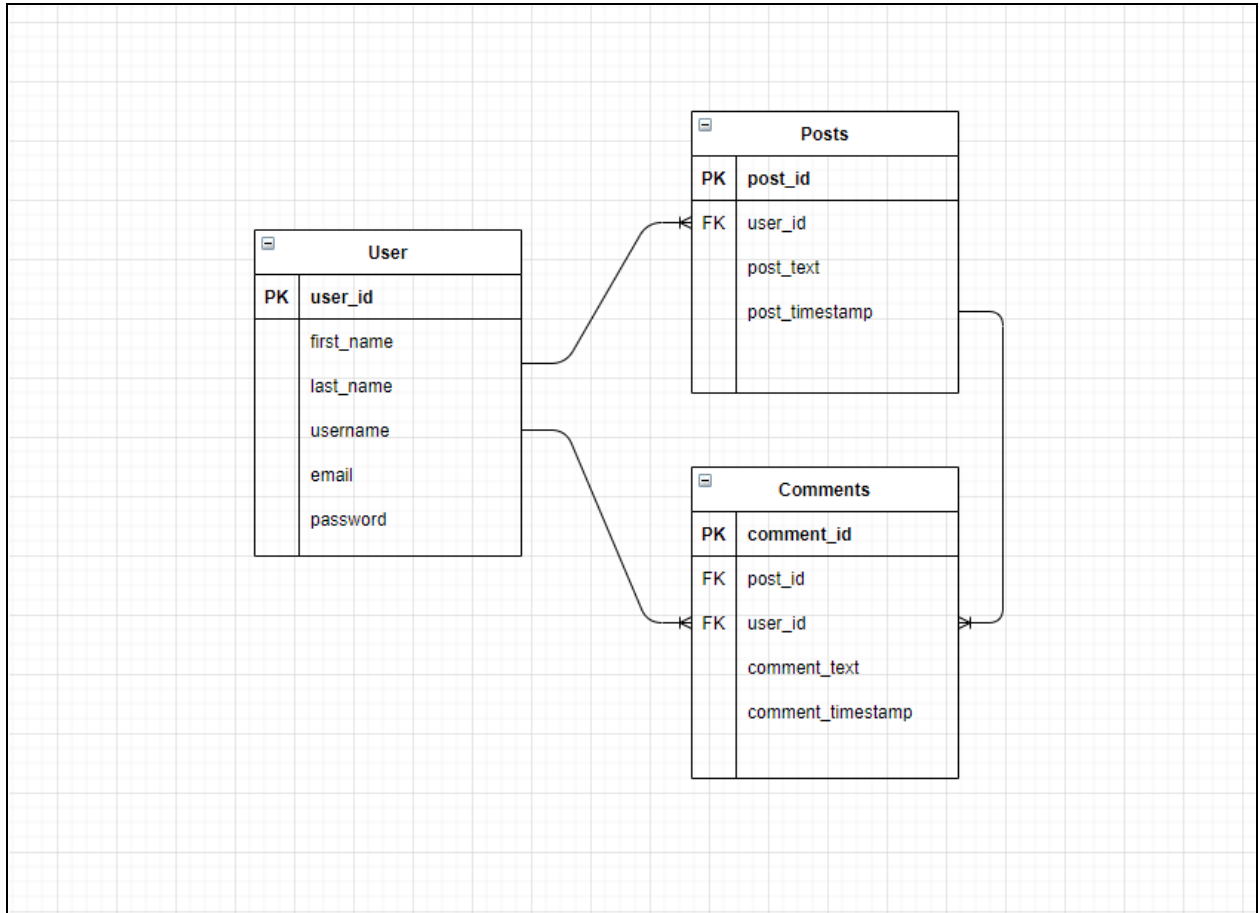 User
PK user_id
first_name
last_name
username
email
password
Posts
PK post_id
FK user_id
post_text
post_timestamp
Comments
PK comment_id
FK post_id
FK user_id
comment_text
comment_timestamp